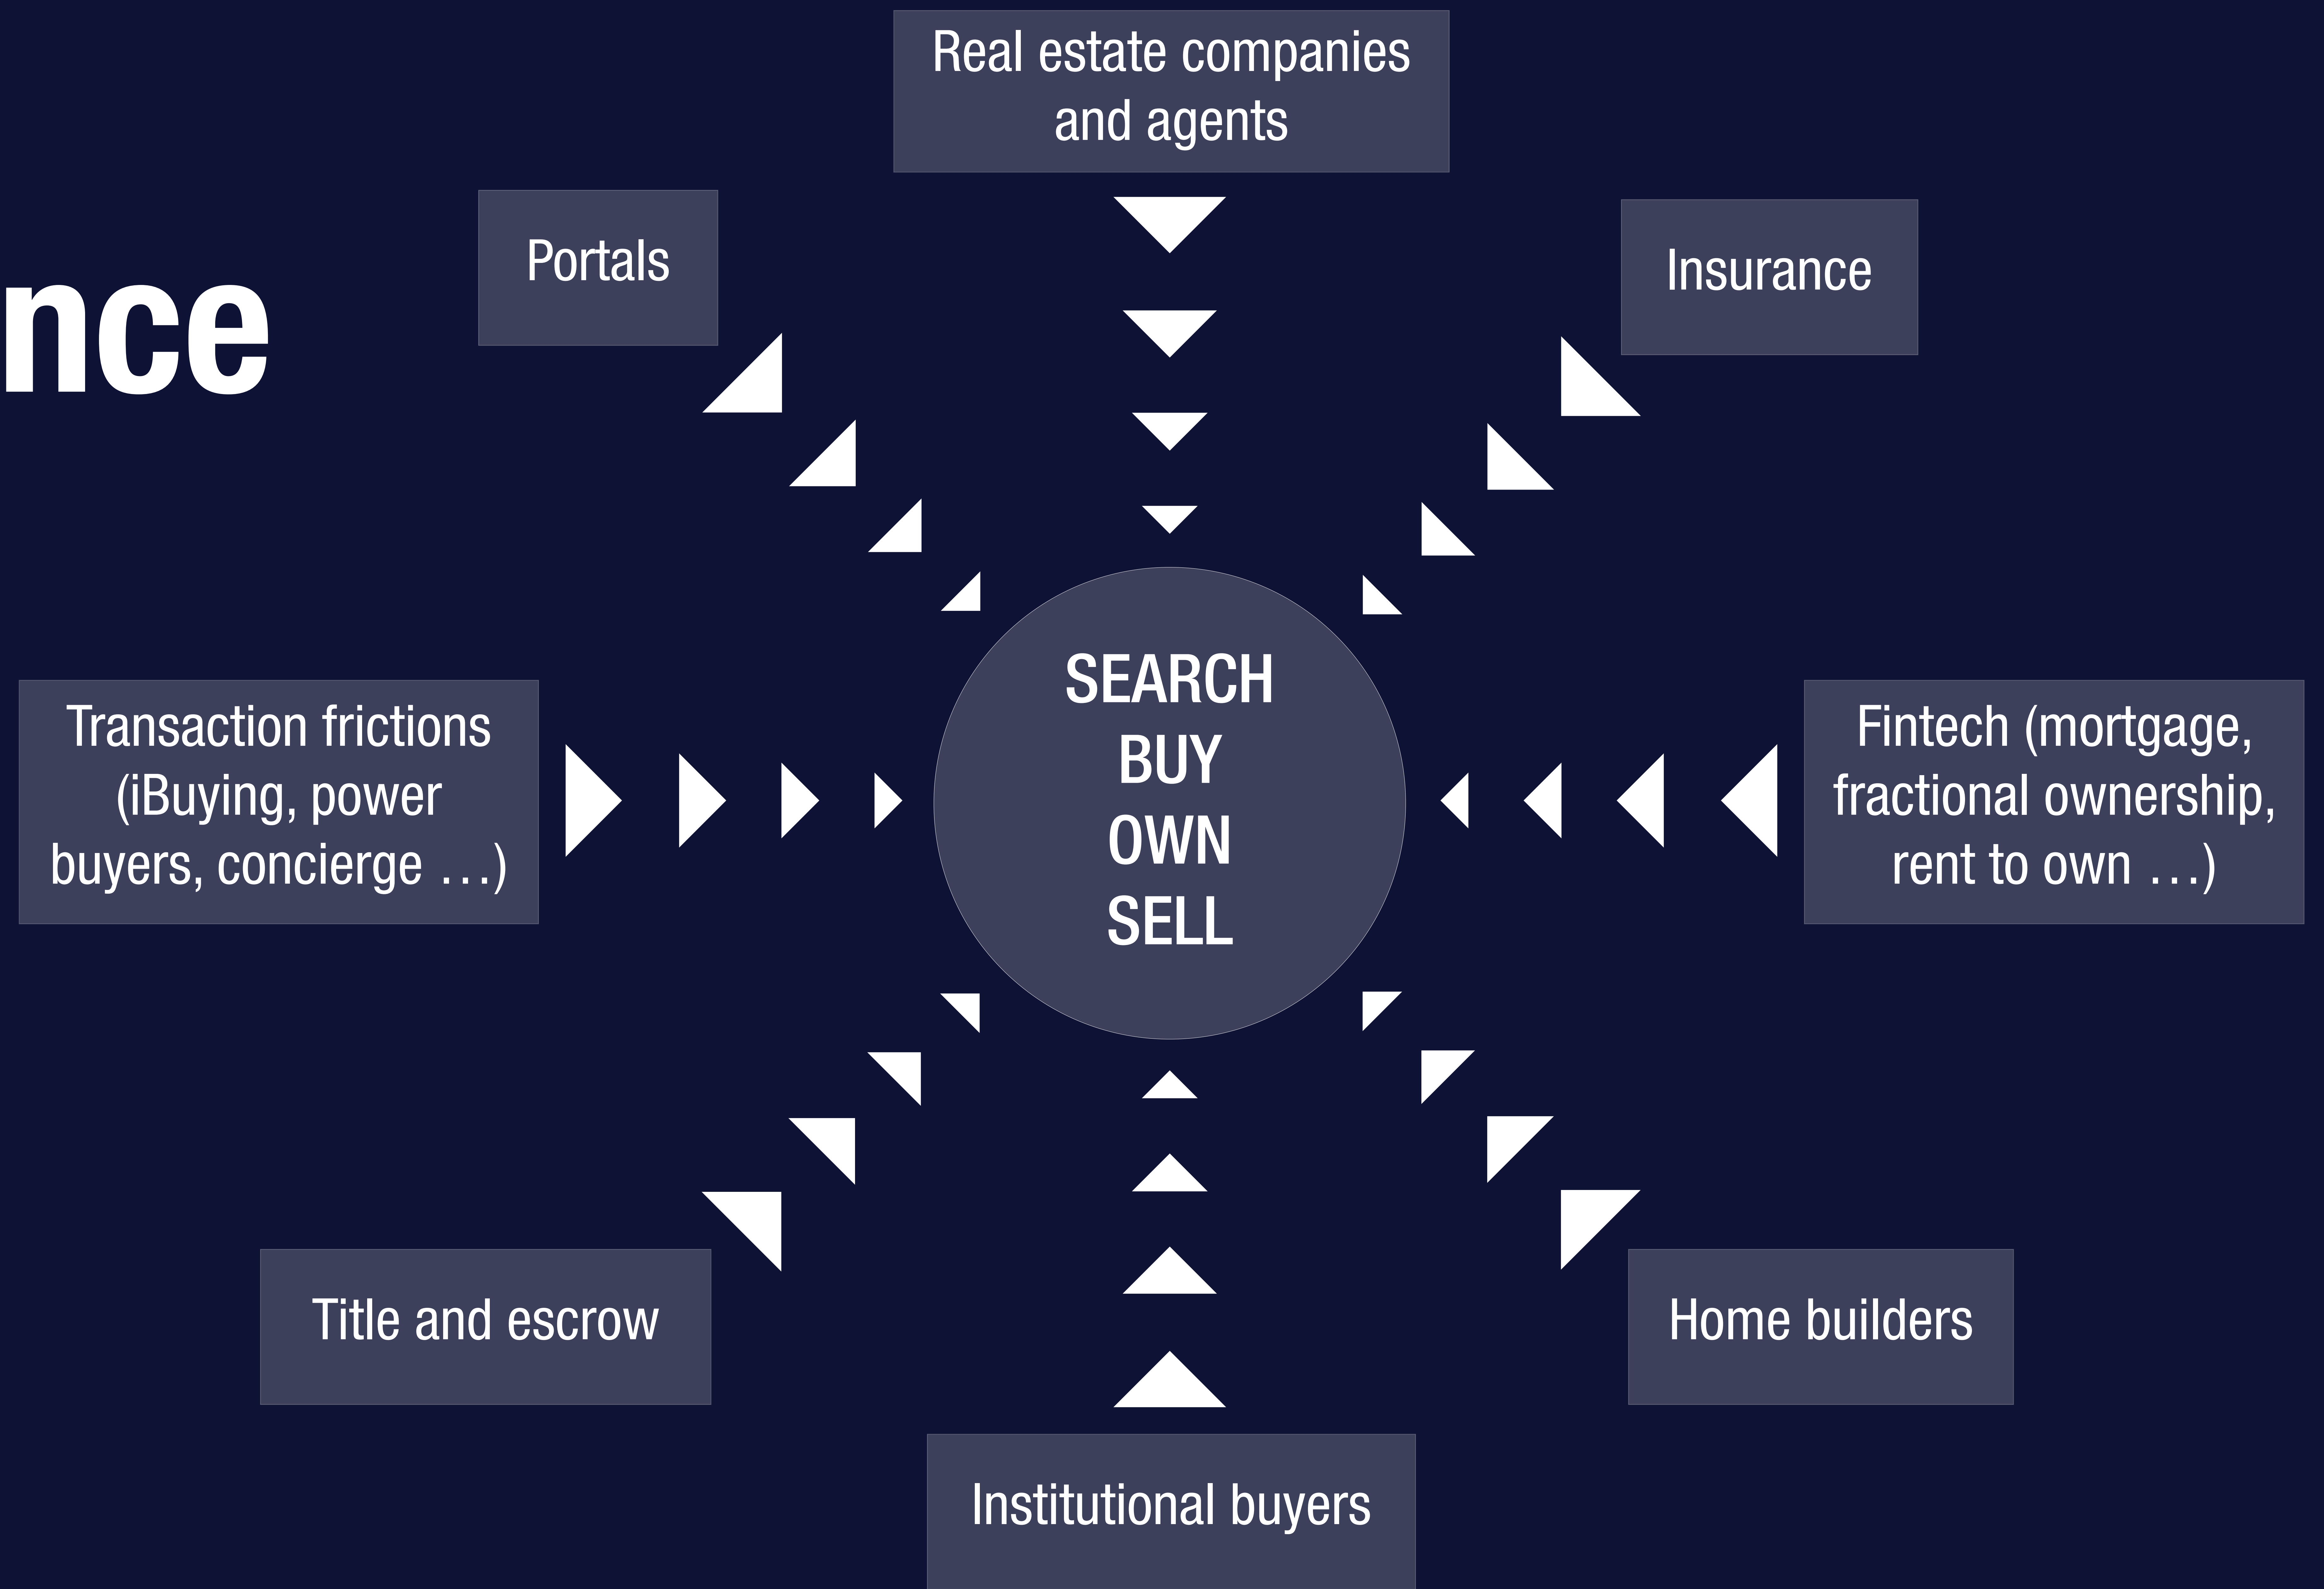 Real estate companies
and agents
Portals
Insurance
nce
SEARCH
BUY
OWN
SELL
Transaction frictions
(iBuying, power
buyers, concierge …)
Fintech (mortgage,
fractional ownership,
rent to own …)
Title and escrow
Home builders
Institutional buyers